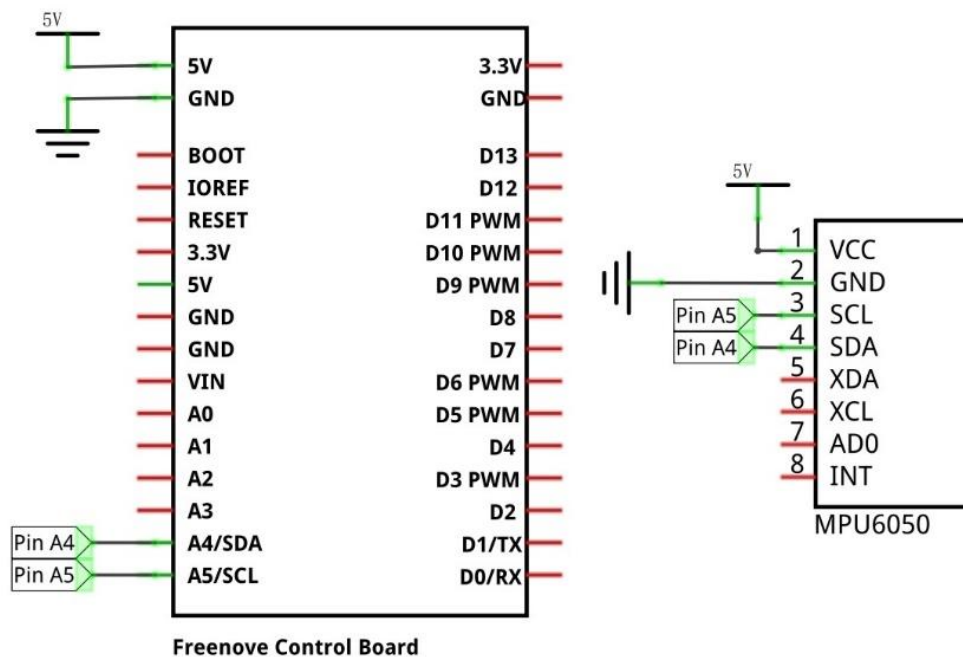 5V
5V
GND
BOOT
IOREF
RESET
3.3V
5V
GND
GND
VIN
A0
A1
A2
A3
A4/SDA
A5/SCL
Pin A4
Pin A5
3.3V
GND
D13
D12
D11 PWM
D10 PWM
D9 PWM
D8
D7
D6 PWM
D5 PWM
D4
D3 PWM
D2
D1/TX
D0/RX
Freenove Control Board
5V
1 VCC
2 GND
Pin A5 3 SCL
Pin A4 4 SDA
5 XDA
6 XCL
7 AD0
8 INT
MPU6050